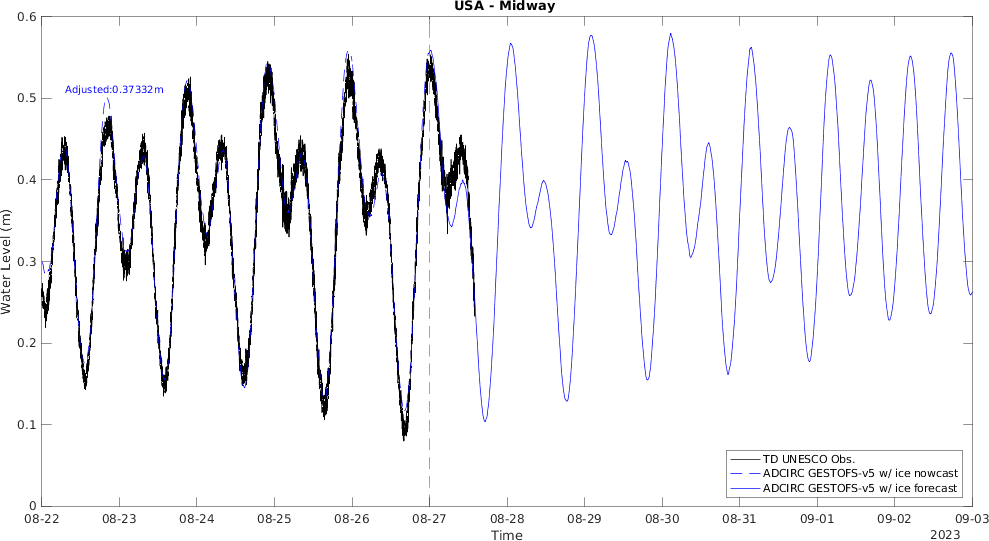 USA - Midway
Adjusted:0.37332m
Water Level (m)
0.6
0.5
0.4
0.3
0.2
0.1
0
TD UNESCO Obs.
ADCIRC GESTOFS-v5 w/ ice nowcast
ADCIRC GESTOFS-v5 w/ ice forecast
08-22 08-23 08-24 08-25 08-26 08-27 08-28 08-29 08-30 08-31 09-01 09-02 09-03
Time
2023